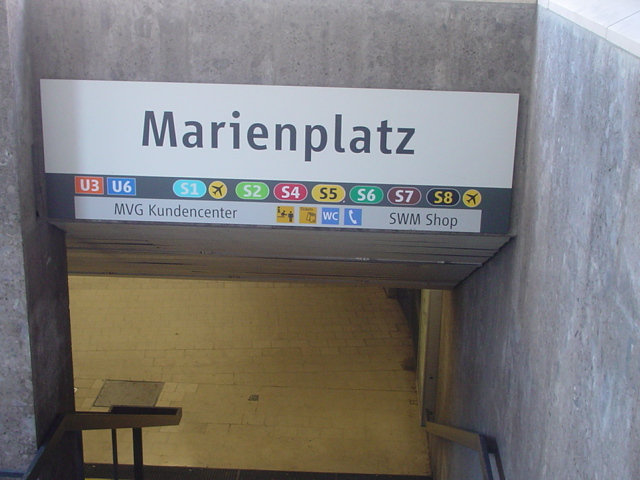 Marienplatz
U3 U6 S1 S2 S4 S5 S6 S7 S8
MVG Kundencenter WC SWM Shop